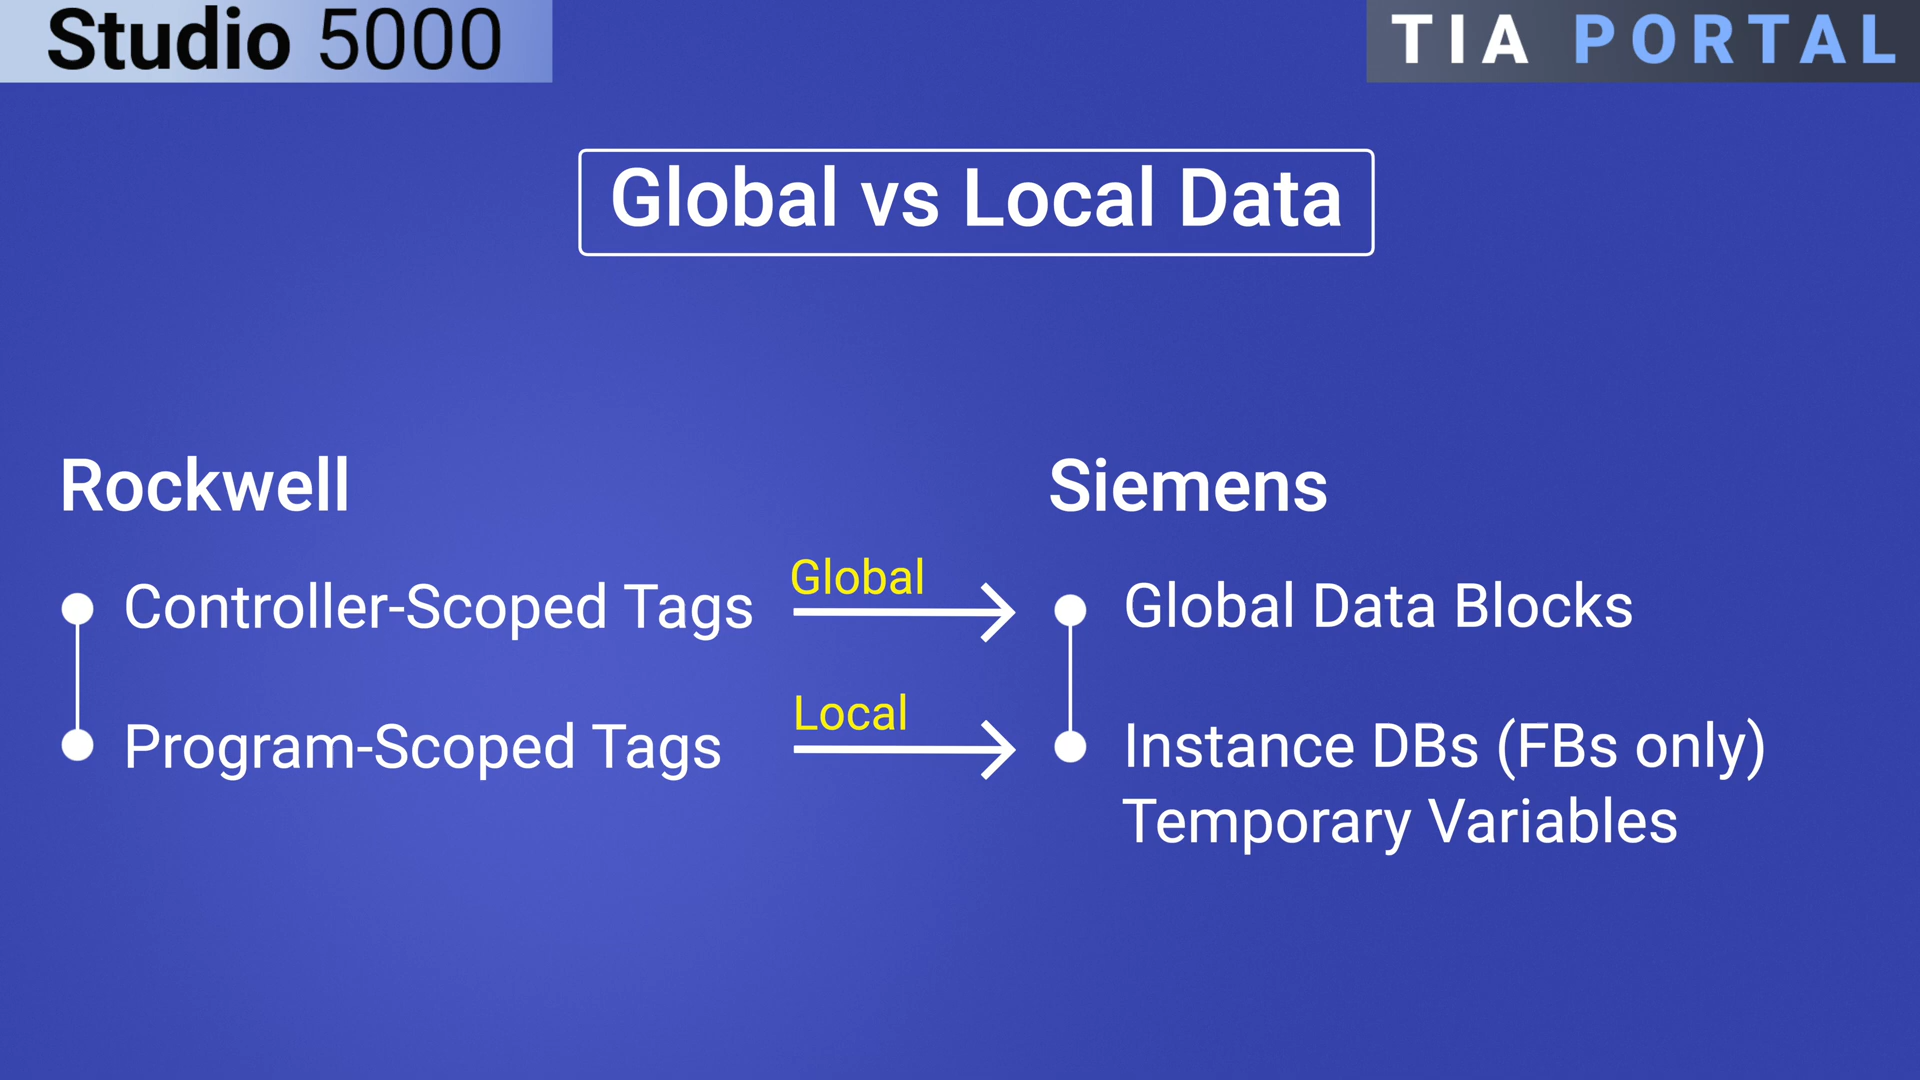 Studio 5000
TIA PORTAL
Global vs Local Data
Rockwell
Siemens
Controller-Scoped Tags
Global
Global Data Blocks
Program-Scoped Tags
Local
Instance DBs (FBs only)
Temporary Variables